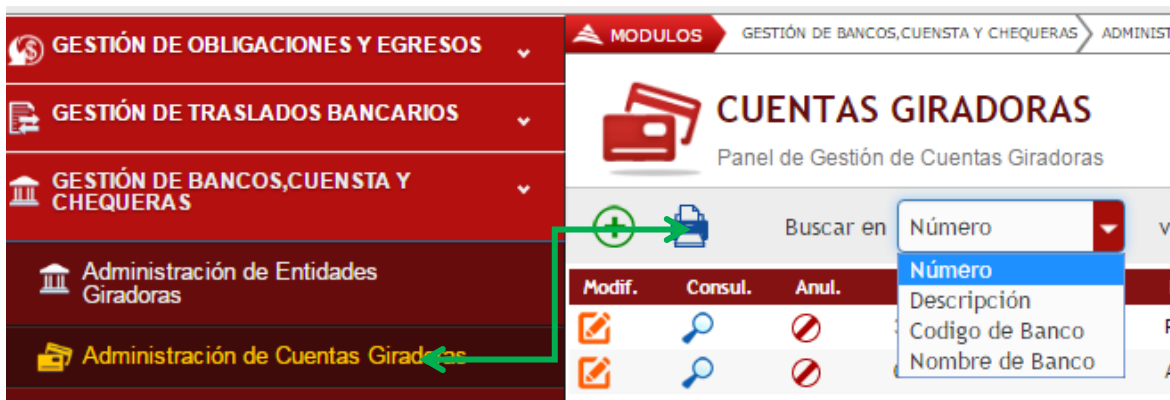 GESTIÓN DE OBLIGACIONES Y EGRESOS
GESTIÓN DE TRASLADOS BANCARIOS
GESTIÓN DE BANCOS,CUENSTA Y
CHEQUERAS
Administración de Entidades
Giradoras
Administración de Cuentas Giradoras
MODULOS GESTIÓN DE BANCOS,CUENSTA Y CHEQUERAS ADMINIST
CUENTAS GIRADORAS
Panel de Gestión de Cuentas Giradoras
Buscar en Número
Modif. Consul. Anul.
Número
Descripción
Codigo de Banco
Nombre de Banco